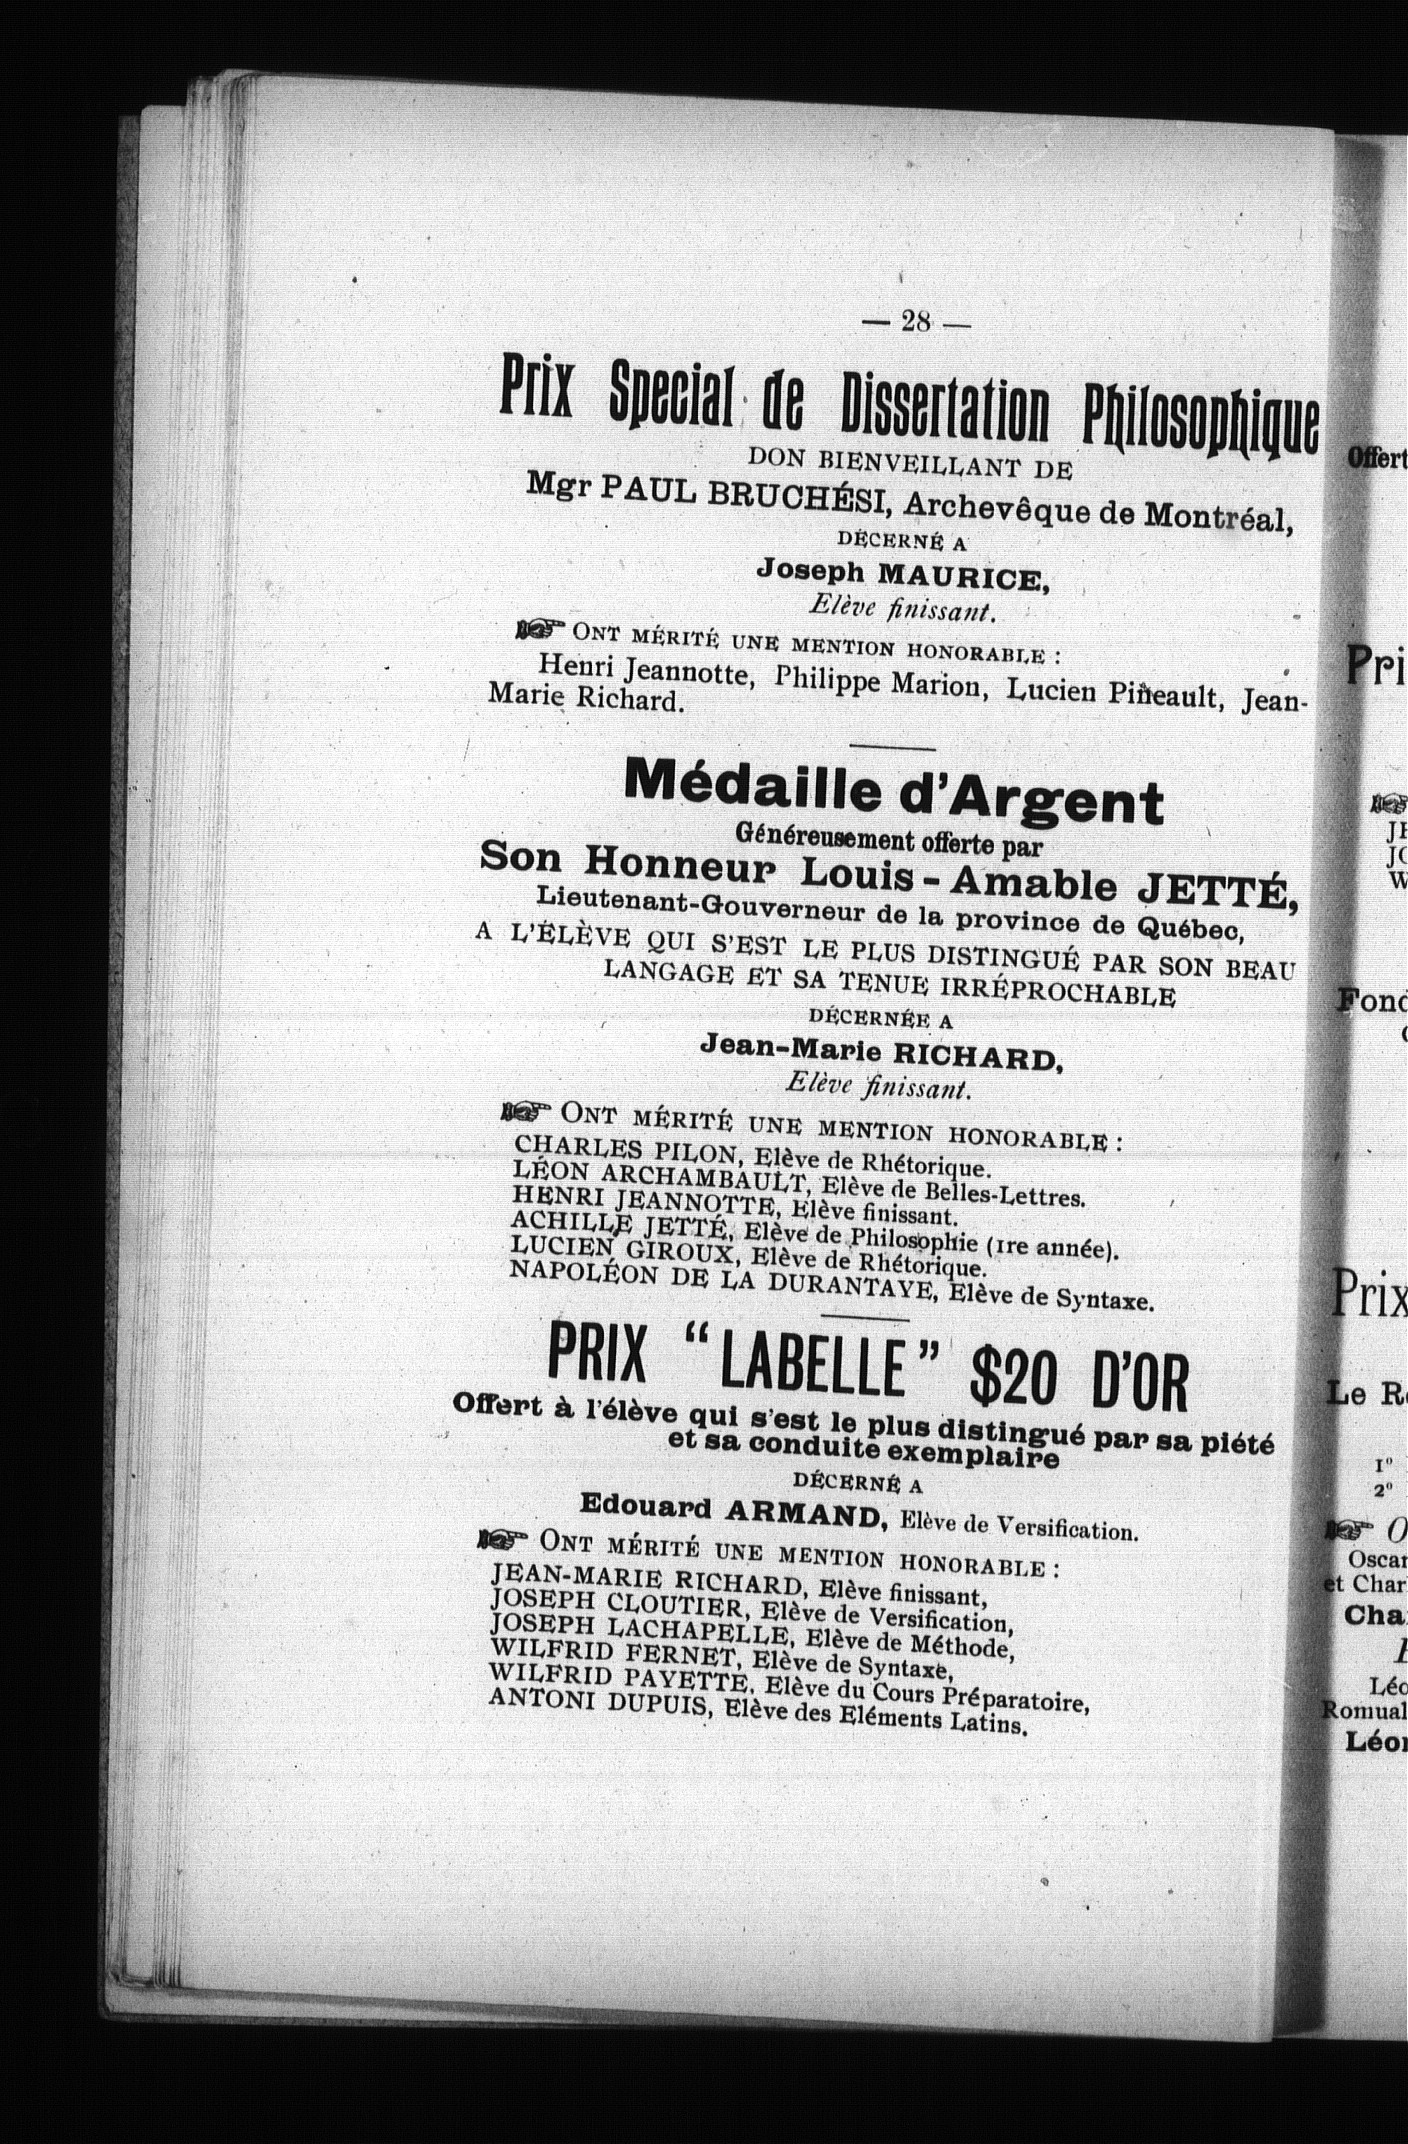 — 28 —
Prix Special de Dissertation Philosophique
DON BIENVEILLANT DE
Mgr PAUL BRUCHÉSI, Archevêque de Montréal,
DÉCERNÉ A
Joseph MAURICE,
Elève finissant.
ONT MÉRITÉ UNE MENTION HONORABLE :
Henri Jeannotte, Philippe Marion, Lucien Pineault, Jean-
Marie Richard.
Médaille d'Argent
Généreusement offerte par
Son Honneur Louis-Amable JETTÉ,
Lieutenant-Gouverneur de la province de Québec,
A L'ÉLÈVE QUI S'EST LE PLUS DISTINGUÉ PAR SON BEAU
LANGAGE ET SA TENUE IRRÉPROCHABLE
DÉCERNÉE A
Jean-Marie RICHARD,
Elève finissant.
ONT MÉRITÉ UNE MENTION HONORABLE :
CHARLES PILON, Elève de Rhétorique.
LÉON ARCHAMBAULT, Elève de Belles-Lettres.
HENRI JEANNOTTE, Elève finissant.
ACHILLE JETTÉ, Elève de Philosophie (1re année).
LUCIEN GIROUX, Elève de Rhétorique.
NAPOLÉON DE LA DURANTAYE, Elève de Syntaxe.
PRIX "LABELLE" $20 D'OR
Offert à l'élève qui s'est le plus distingué par sa piété
et sa conduite exemplaire
DÉCERNÉ A
Edouard ARMAND, Elève de Versification.
ONT MÉRITÉ UNE MENTION HONORABLE :
JEAN-MARIE RICHARD, Elève finissant,
JOSEPH CLOUTIER, Elève de Versification,
JOSEPH LACHAPELLE, Elève de Méthode,
WILFRID FERNET, Elève de Syntaxe,
WILFRID PAYETTE, Elève du Cours Préparatoire,
ANTONI DUPUIS, Elève des Eléments Latins.
Offert
Prix
Le
1º
2º
Oscar
et